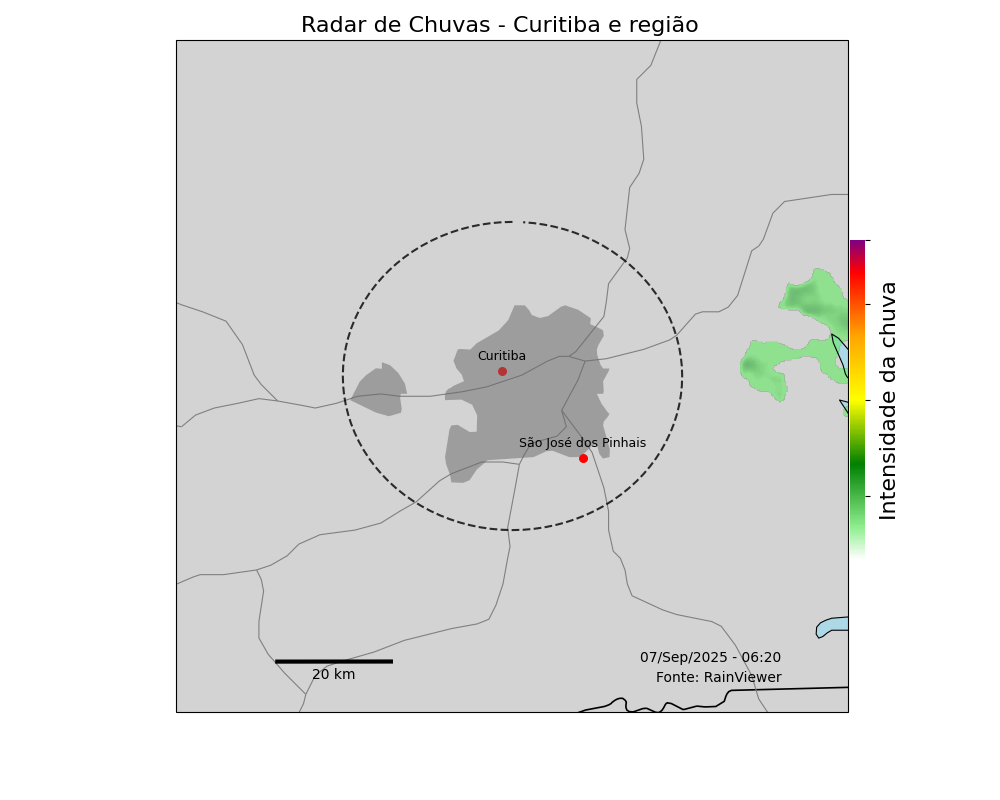 Radar de Chuvas - Curitiba e região
Curitiba
São José dos Pinhais
Intensidade da chuva
20 km
07/Sep/2025 - 06:20
Fonte: RainViewer